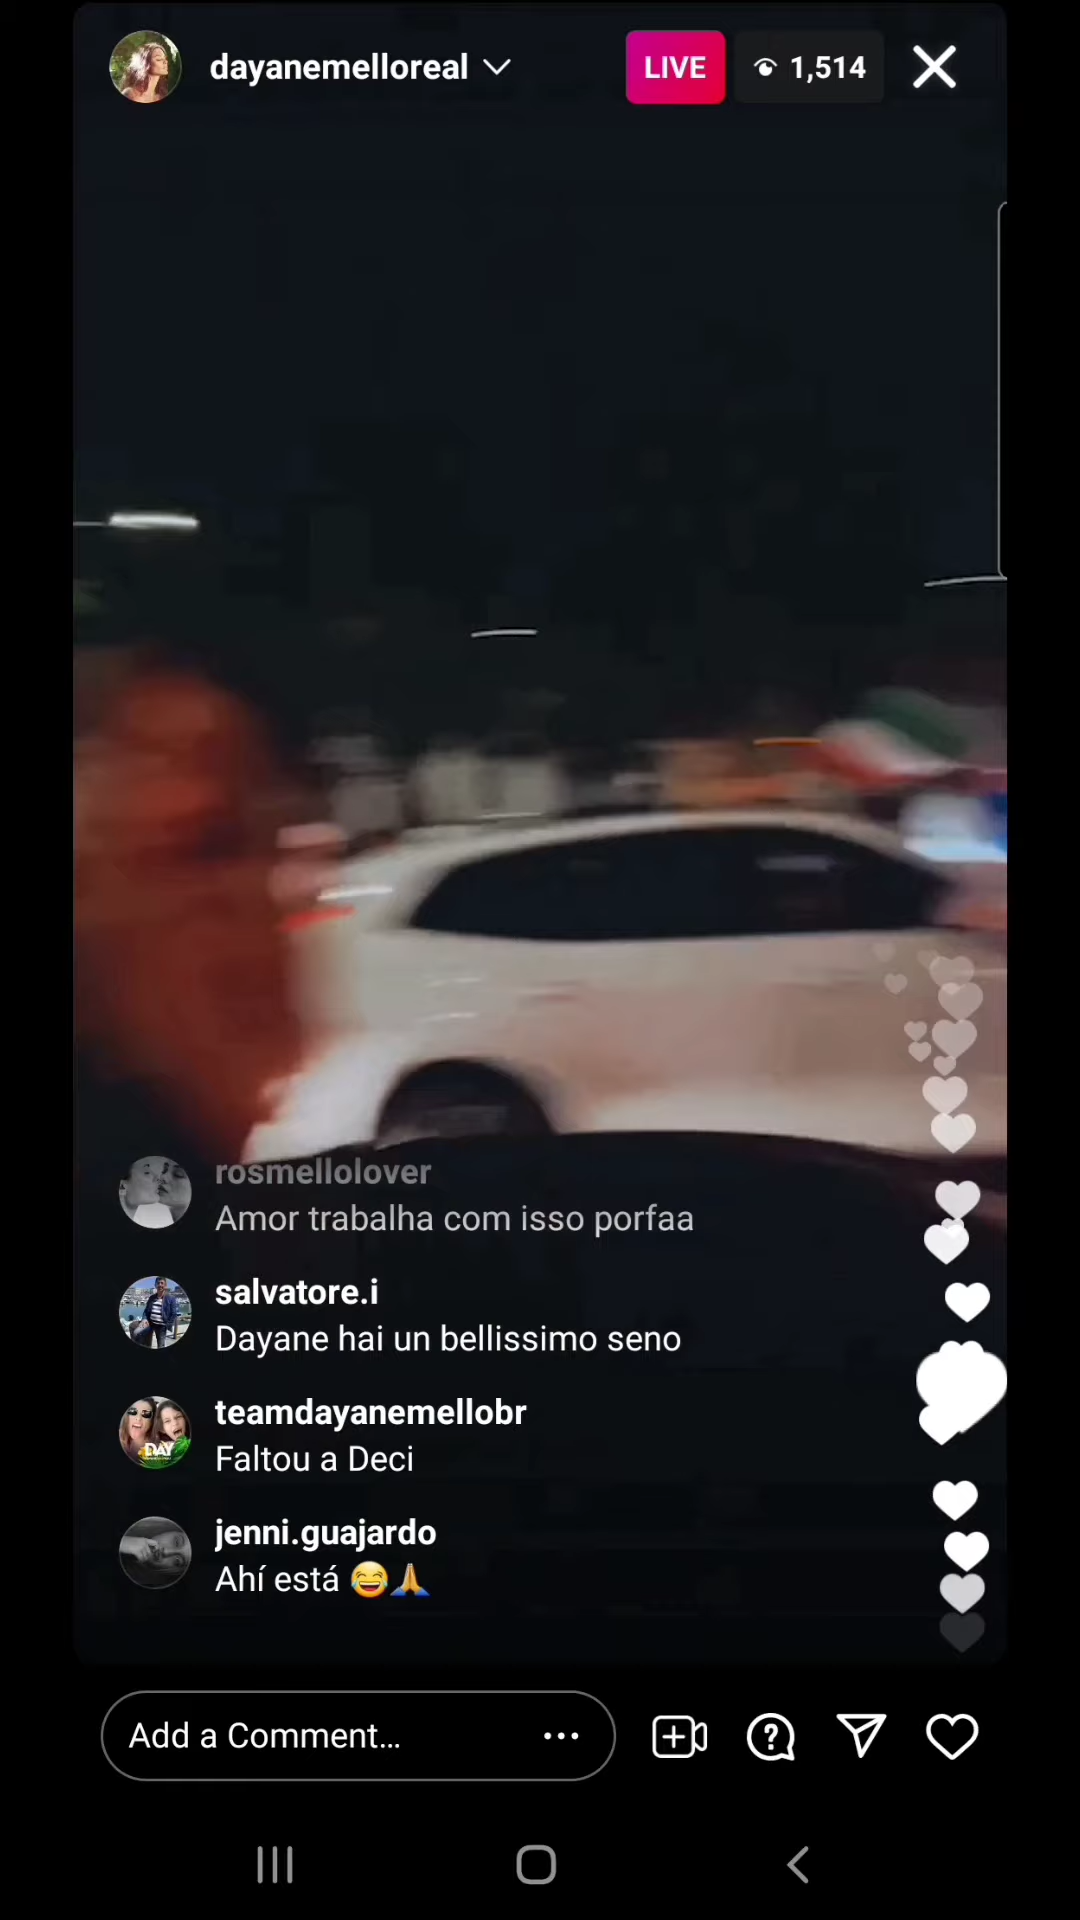 dayanemelloreal
LIVE
1,514
rosmellolover
Amor trabalha com isso porfaa
salvatore.i
Dayane hai un bellissimo seno
teamdayanemellobr
Faltou a Deci
jenni.guajardo
Ahí está 😂🙏
Add a Comment...